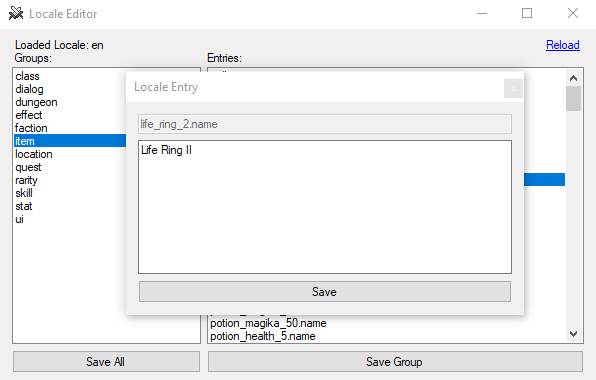 Locale Editor
Loaded Locale: en
Reload
Groups:
Entries:
class
dialog
dungeon
effect
faction
item
location
quest
rarity
skill
stat
ui
Locale Entry
life_ring_2.name
Life Ring II
Save
potion_magika_50.name
potion_health_5.name
Save All
Save Group